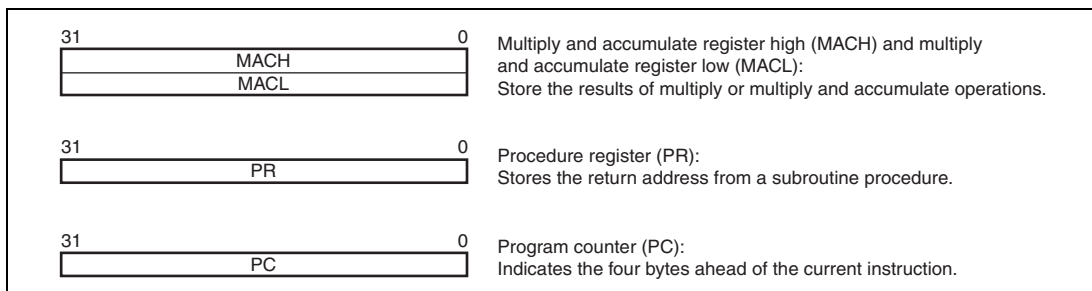 31 0
MACH
MACL
Multiply and accumulate register high (MACH) and multiply
and accumulate register low (MACL):
Store the results of multiply or multiply and accumulate operations.
31 0
PR
Procedure register (PR):
Stores the return address from a subroutine procedure.
31 0
PC
Program counter (PC):
Indicates the four bytes ahead of the current instruction.